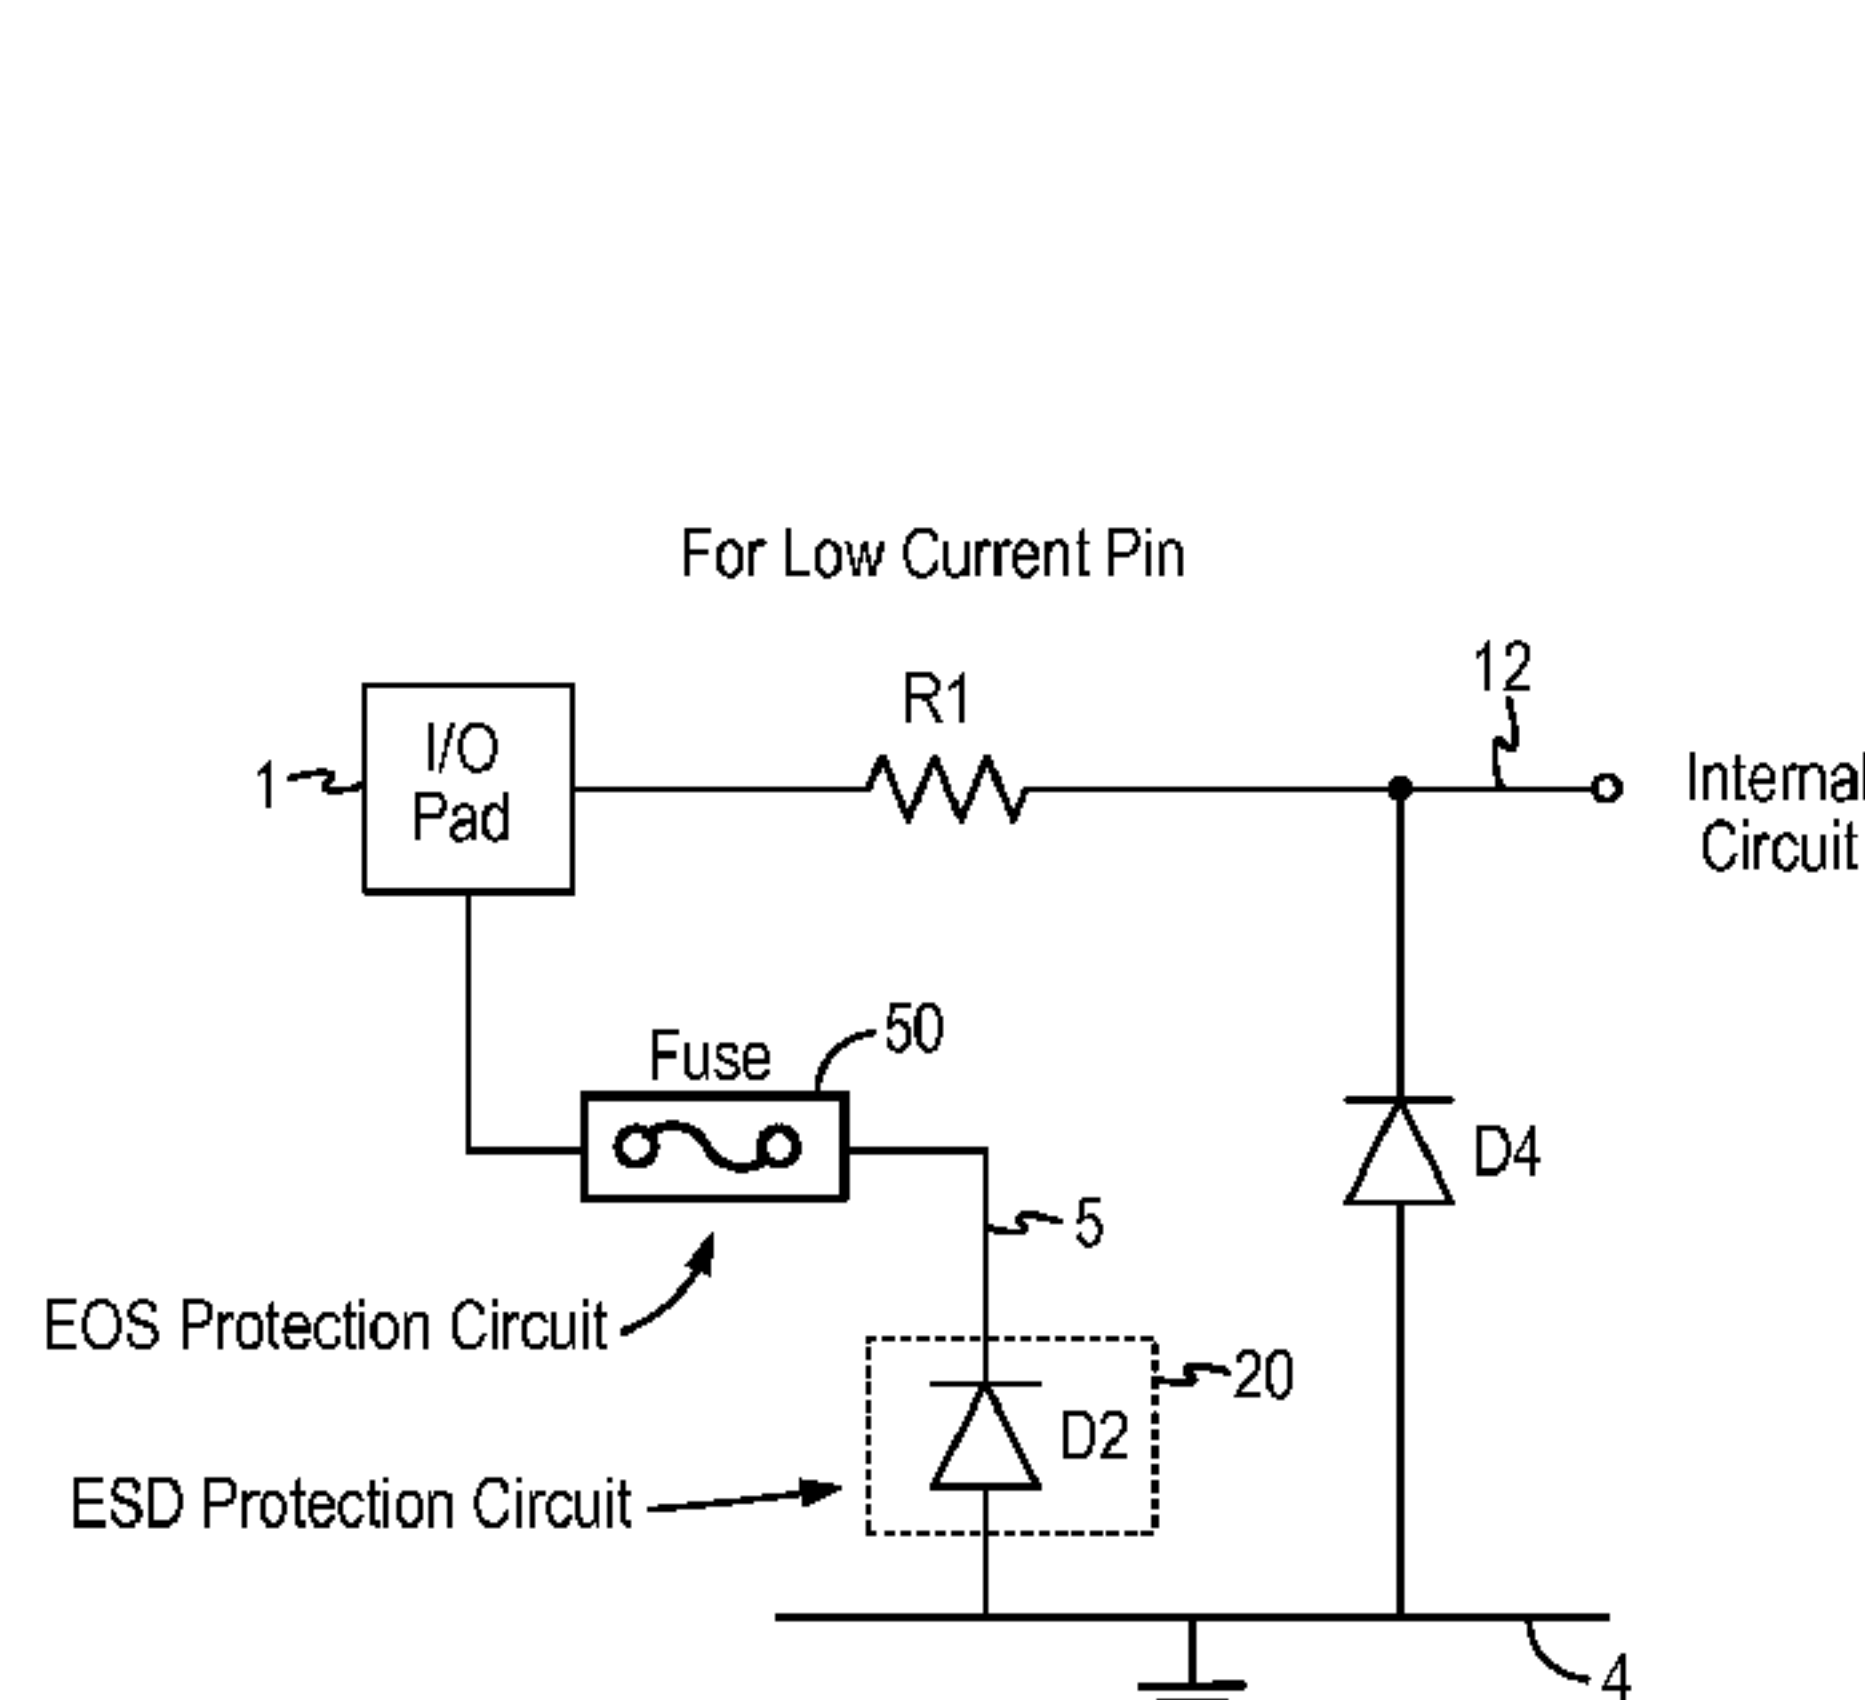 For Low Current Pin
R1
12
I/O
Pad
1
Internal
Circuit
50
Fuse
D4
5
EOS Protection Circuit
20
D2
ESD Protection Circuit
4